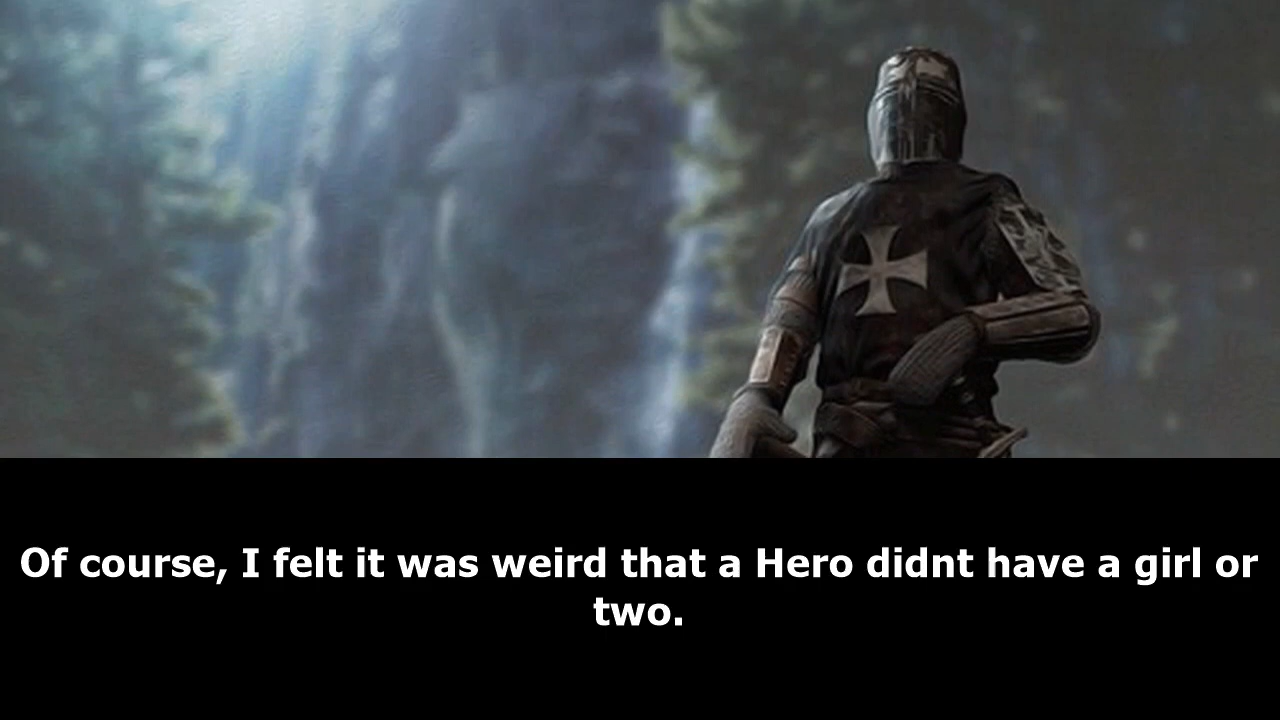 Of course, I felt it was weird that a Hero didnt have a girl or
two.